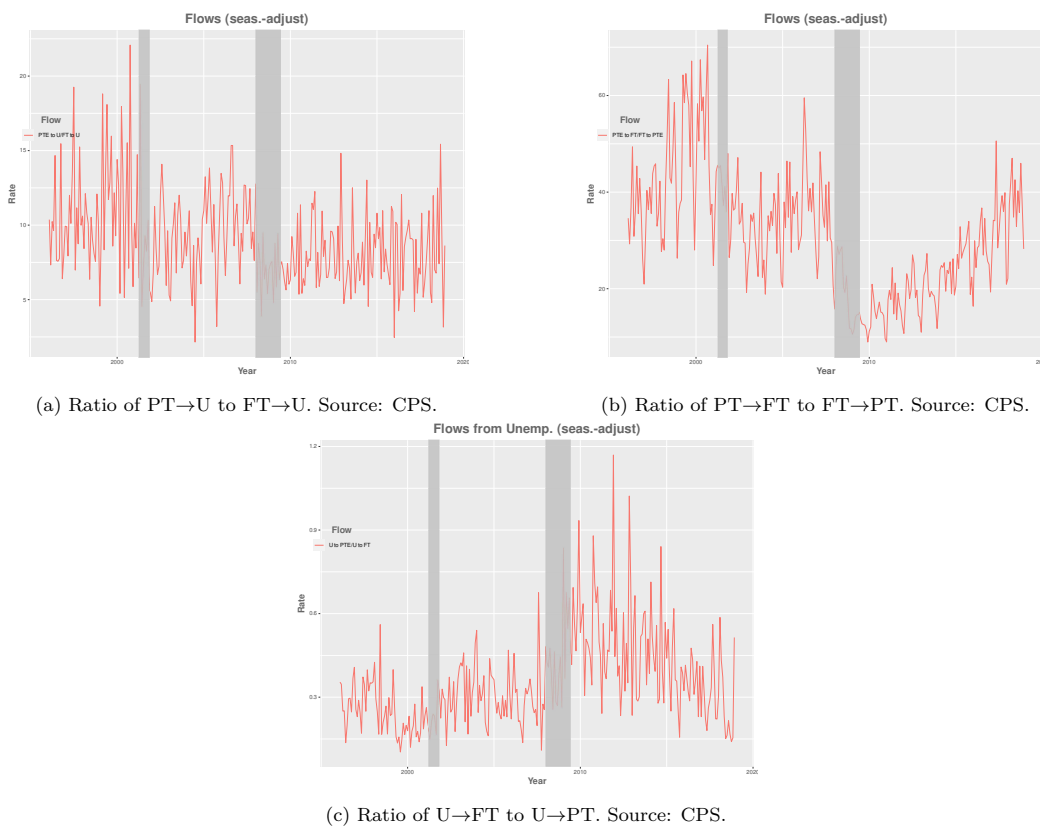 Flows (seas.-adjust)
20
15
10
5
Rate
Flow
PTE to U/FT to U
2000
2010
2020
Year
(a) Ratio of PT→U to FT→U. Source: CPS.
Flows (seas.-adjust)
60
40
20
Rate
Flow
PTE to FT/FT to PTE
2000
2010
20
Year
(b) Ratio of PT→FT to FT→PT. Source: CPS.
Flows from Unemp. (seas.-adjust)
1.2
0.9
0.6
0.3
Rate
Flow
U to PTE/U to FT
2000
2010
2020
Year
(c) Ratio of U→FT to U→PT. Source: CPS.